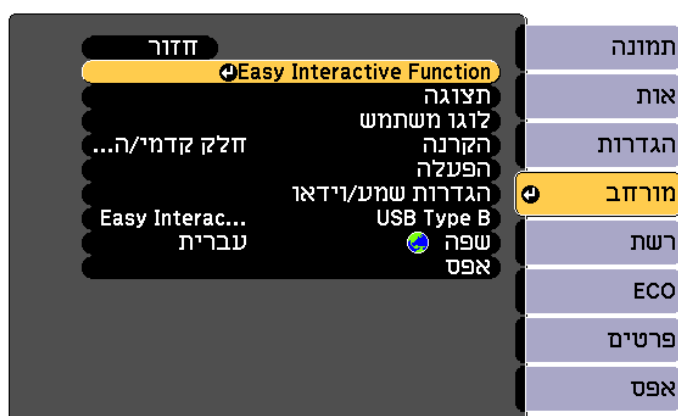 חזור
Easy Interactive Function
תצוגה
לוגו משתמש
הקרנה חלק קדמי/ה...
הפעלה
הגדרות שמע/וידאו
USB Type B Easy Interac...
שפה עברית
אפס
תמונה
אות
הגדרות
מורחב
רשת
ECO
פרטים
אפס